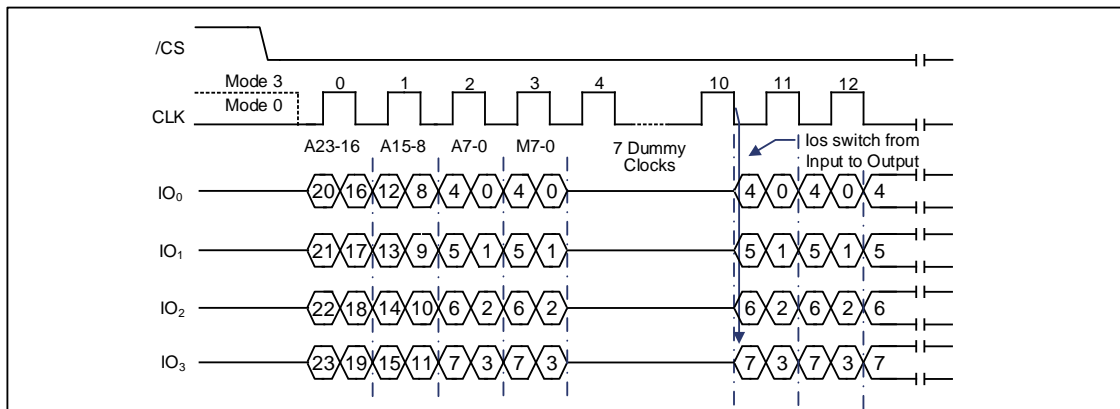 /CS
Mode 3
Mode 0
CLK
0 1 2 3 4 10 11 12
A23-16 A15-8 A7-0 M7-0
7 Dummy
Clocks
Ios switch from
Input to Output
IO0 20 16 12 8 4 0 4 0 4 0 4 0 4
IO1 21 17 13 9 5 1 5 1 5 1 5 1 5
IO2 22 18 14 10 6 2 6 2 6 2 6 2 6
IO3 23 19 15 11 7 3 7 3 7 3 7 3 7